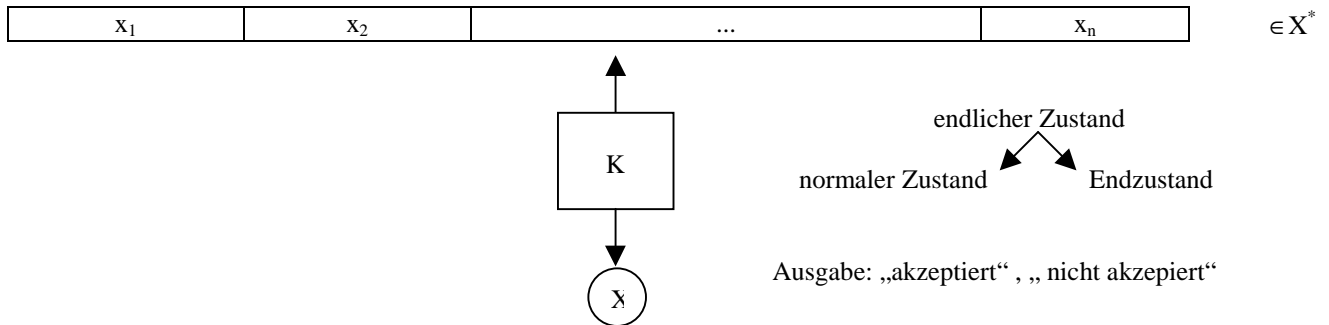 x₁ x₂ ... xₙ ∈ X*
endlicher Zustand
K
normaler Zustand Endzustand
Ausgabe: „akzeptiert“ , „ nicht akzepiert“
X